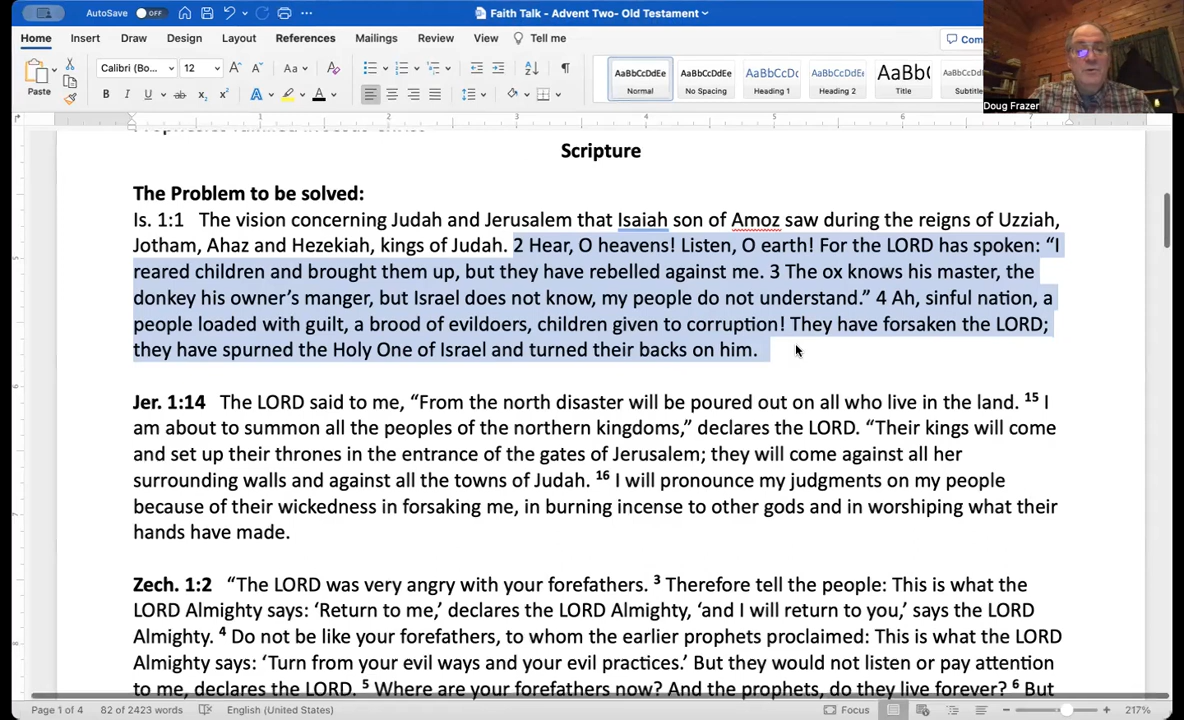 AutoSave OFF
Faith Talk - Advent Two- Old Testament
Home Insert Draw Design Layout References Mailings Review View Tell me
Paste
Calibri (Bo... 12 A A Aa A
B I U ab x₂ x² A A
AaBbCcDdEe AaBbCcDdEe AaBbCcDc AaBbCcDdEe AaBb AaBbCcDd
Normal No Spacing Heading 1 Heading 2 Title Subtitle
Doug Frazer
1 2 3 4 5 6 7
Scripture
The Problem to be solved:
Is. 1:1 The vision concerning Judah and Jerusalem that Isaiah son of Amoz saw during the reigns of Uzziah,
Jotham, Ahaz and Hezekiah, kings of Judah. 2 Hear, O heavens! Listen, O earth! For the LORD has spoken: “I
reared children and brought them up, but they have rebelled against me. 3 The ox knows his master, the
donkey his owner’s manger, but Israel does not know, my people do not understand.” 4 Ah, sinful nation, a
people loaded with guilt, a brood of evildoers, children given to corruption! They have forsaken the LORD;
they have spurned the Holy One of Israel and turned their backs on him.
Jer. 1:14 The LORD said to me, “From the north disaster will be poured out on all who live in the land. 15 I
am about to summon all the peoples of the northern kingdoms,” declares the LORD. “Their kings will come
and set up their thrones in the entrance of the gates of Jerusalem; they will come against all her
surrounding walls and against all the towns of Judah. 16 I will pronounce my judgments on my people
because of their wickedness in forsaking me, in burning incense to other gods and in worshiping what their
hands have made.
Zech. 1:2 “The LORD was very angry with your forefathers. 3 Therefore tell the people: This is what the
LORD Almighty says: ‘Return to me,’ declares the LORD Almighty, ‘and I will return to you,’ says the LORD
Almighty. 4 Do not be like your forefathers, to whom the earlier prophets proclaimed: This is what the LORD
Almighty says: ‘Turn from your evil ways and your evil practices.’ But they would not listen or pay attention
to me, declares the LORD. 5 Where are your forefathers now? And the prophets, do they live forever? 6 But
Page 1 of 4 82 of 2423 words English (United States) Focus 217%